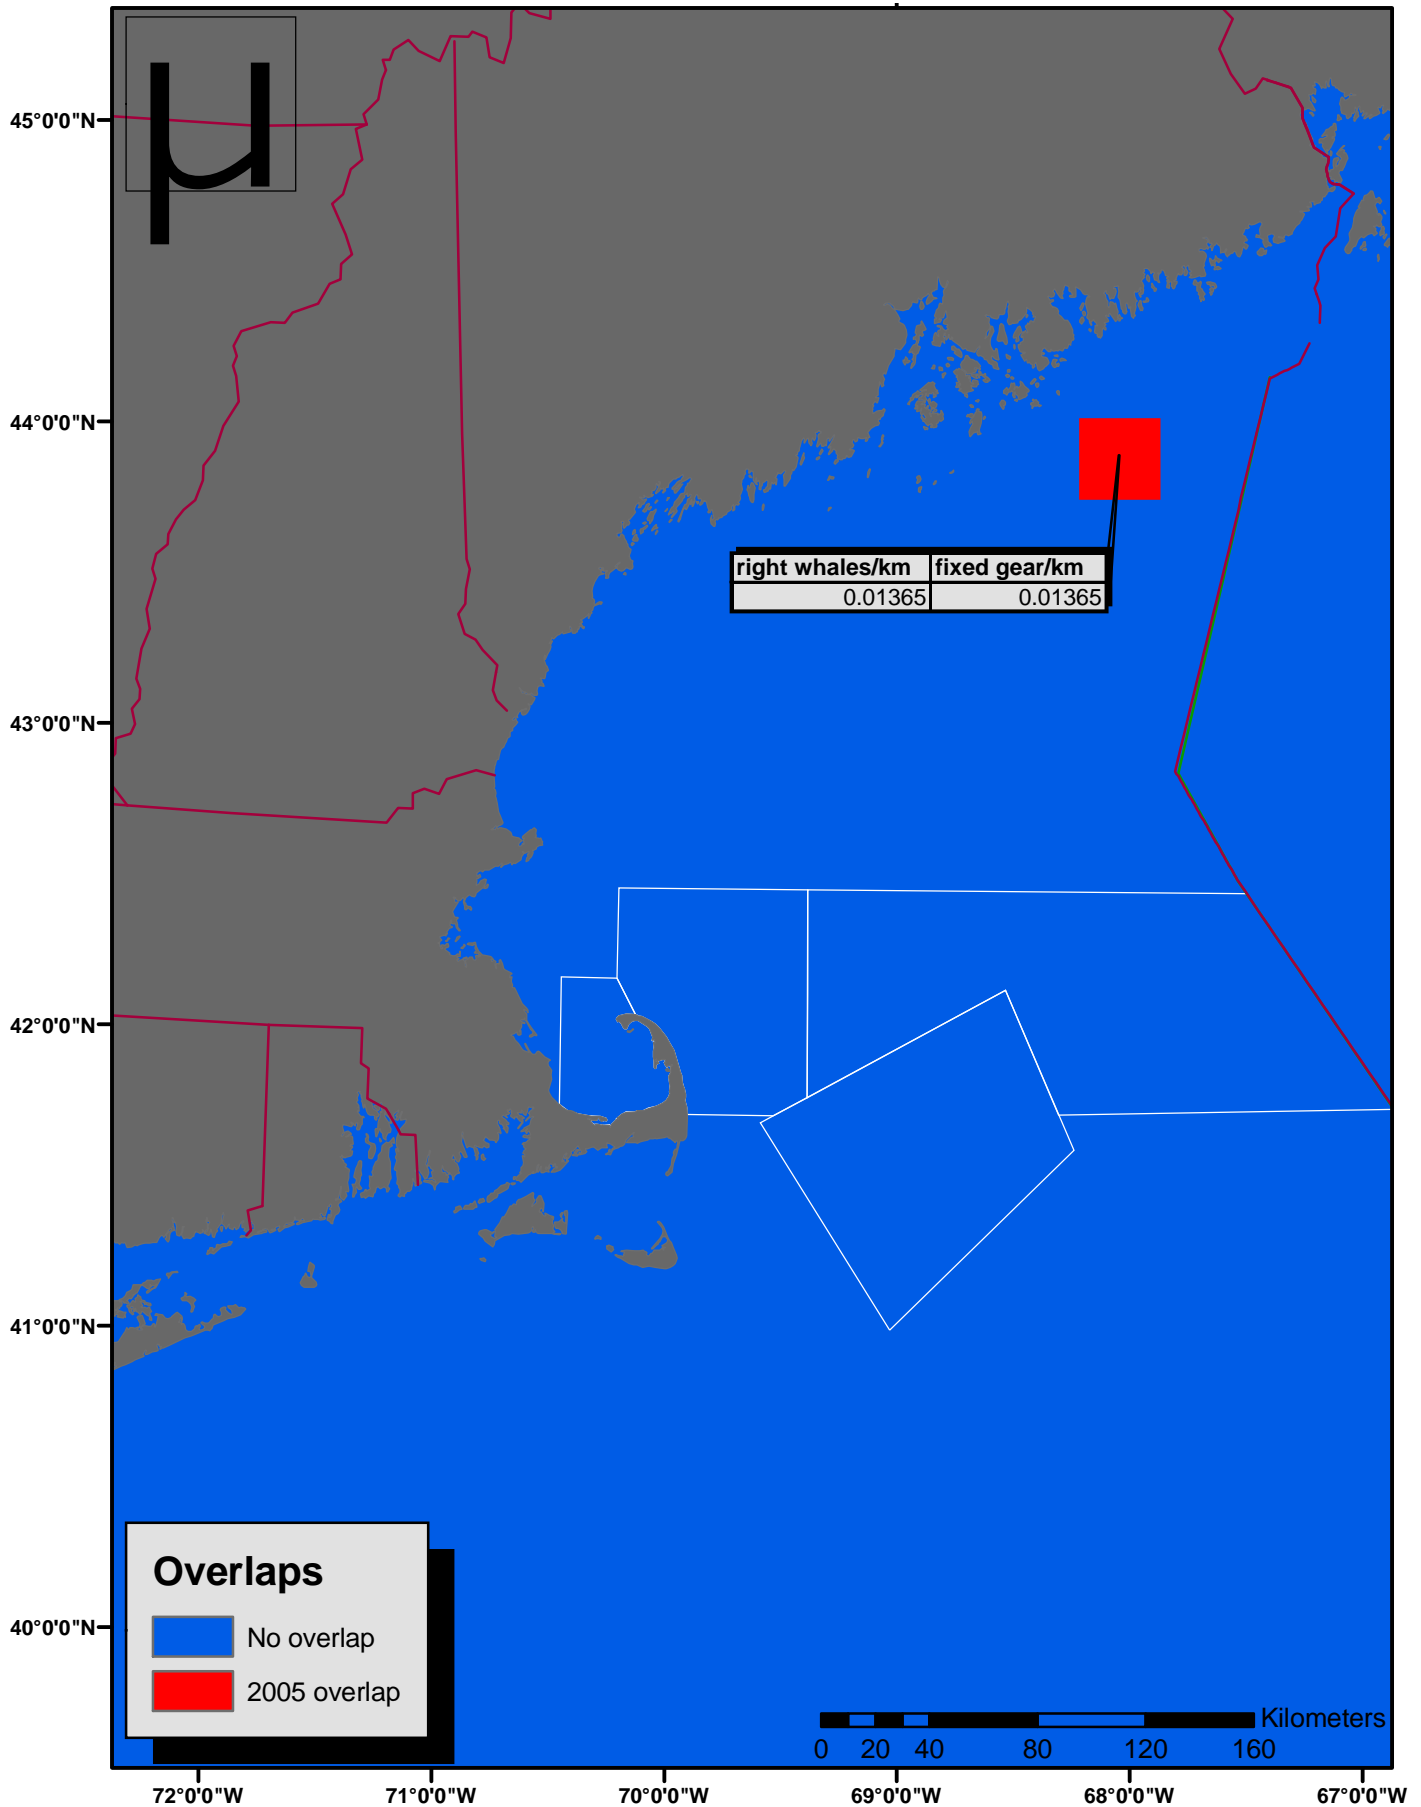 µ
45°0'0"N
44°0'0"N
right whales/km fixed gear/km
0.01365 0.01365
43°0'0"N
42°0'0"N
41°0'0"N
40°0'0"N
Overlaps
No overlap
2005 overlap
Kilometers
0 20 40 80 120 160
72°0'0"W 71°0'0"W 70°0'0"W 69°0'0"W 68°0'0"W 67°0'0"W